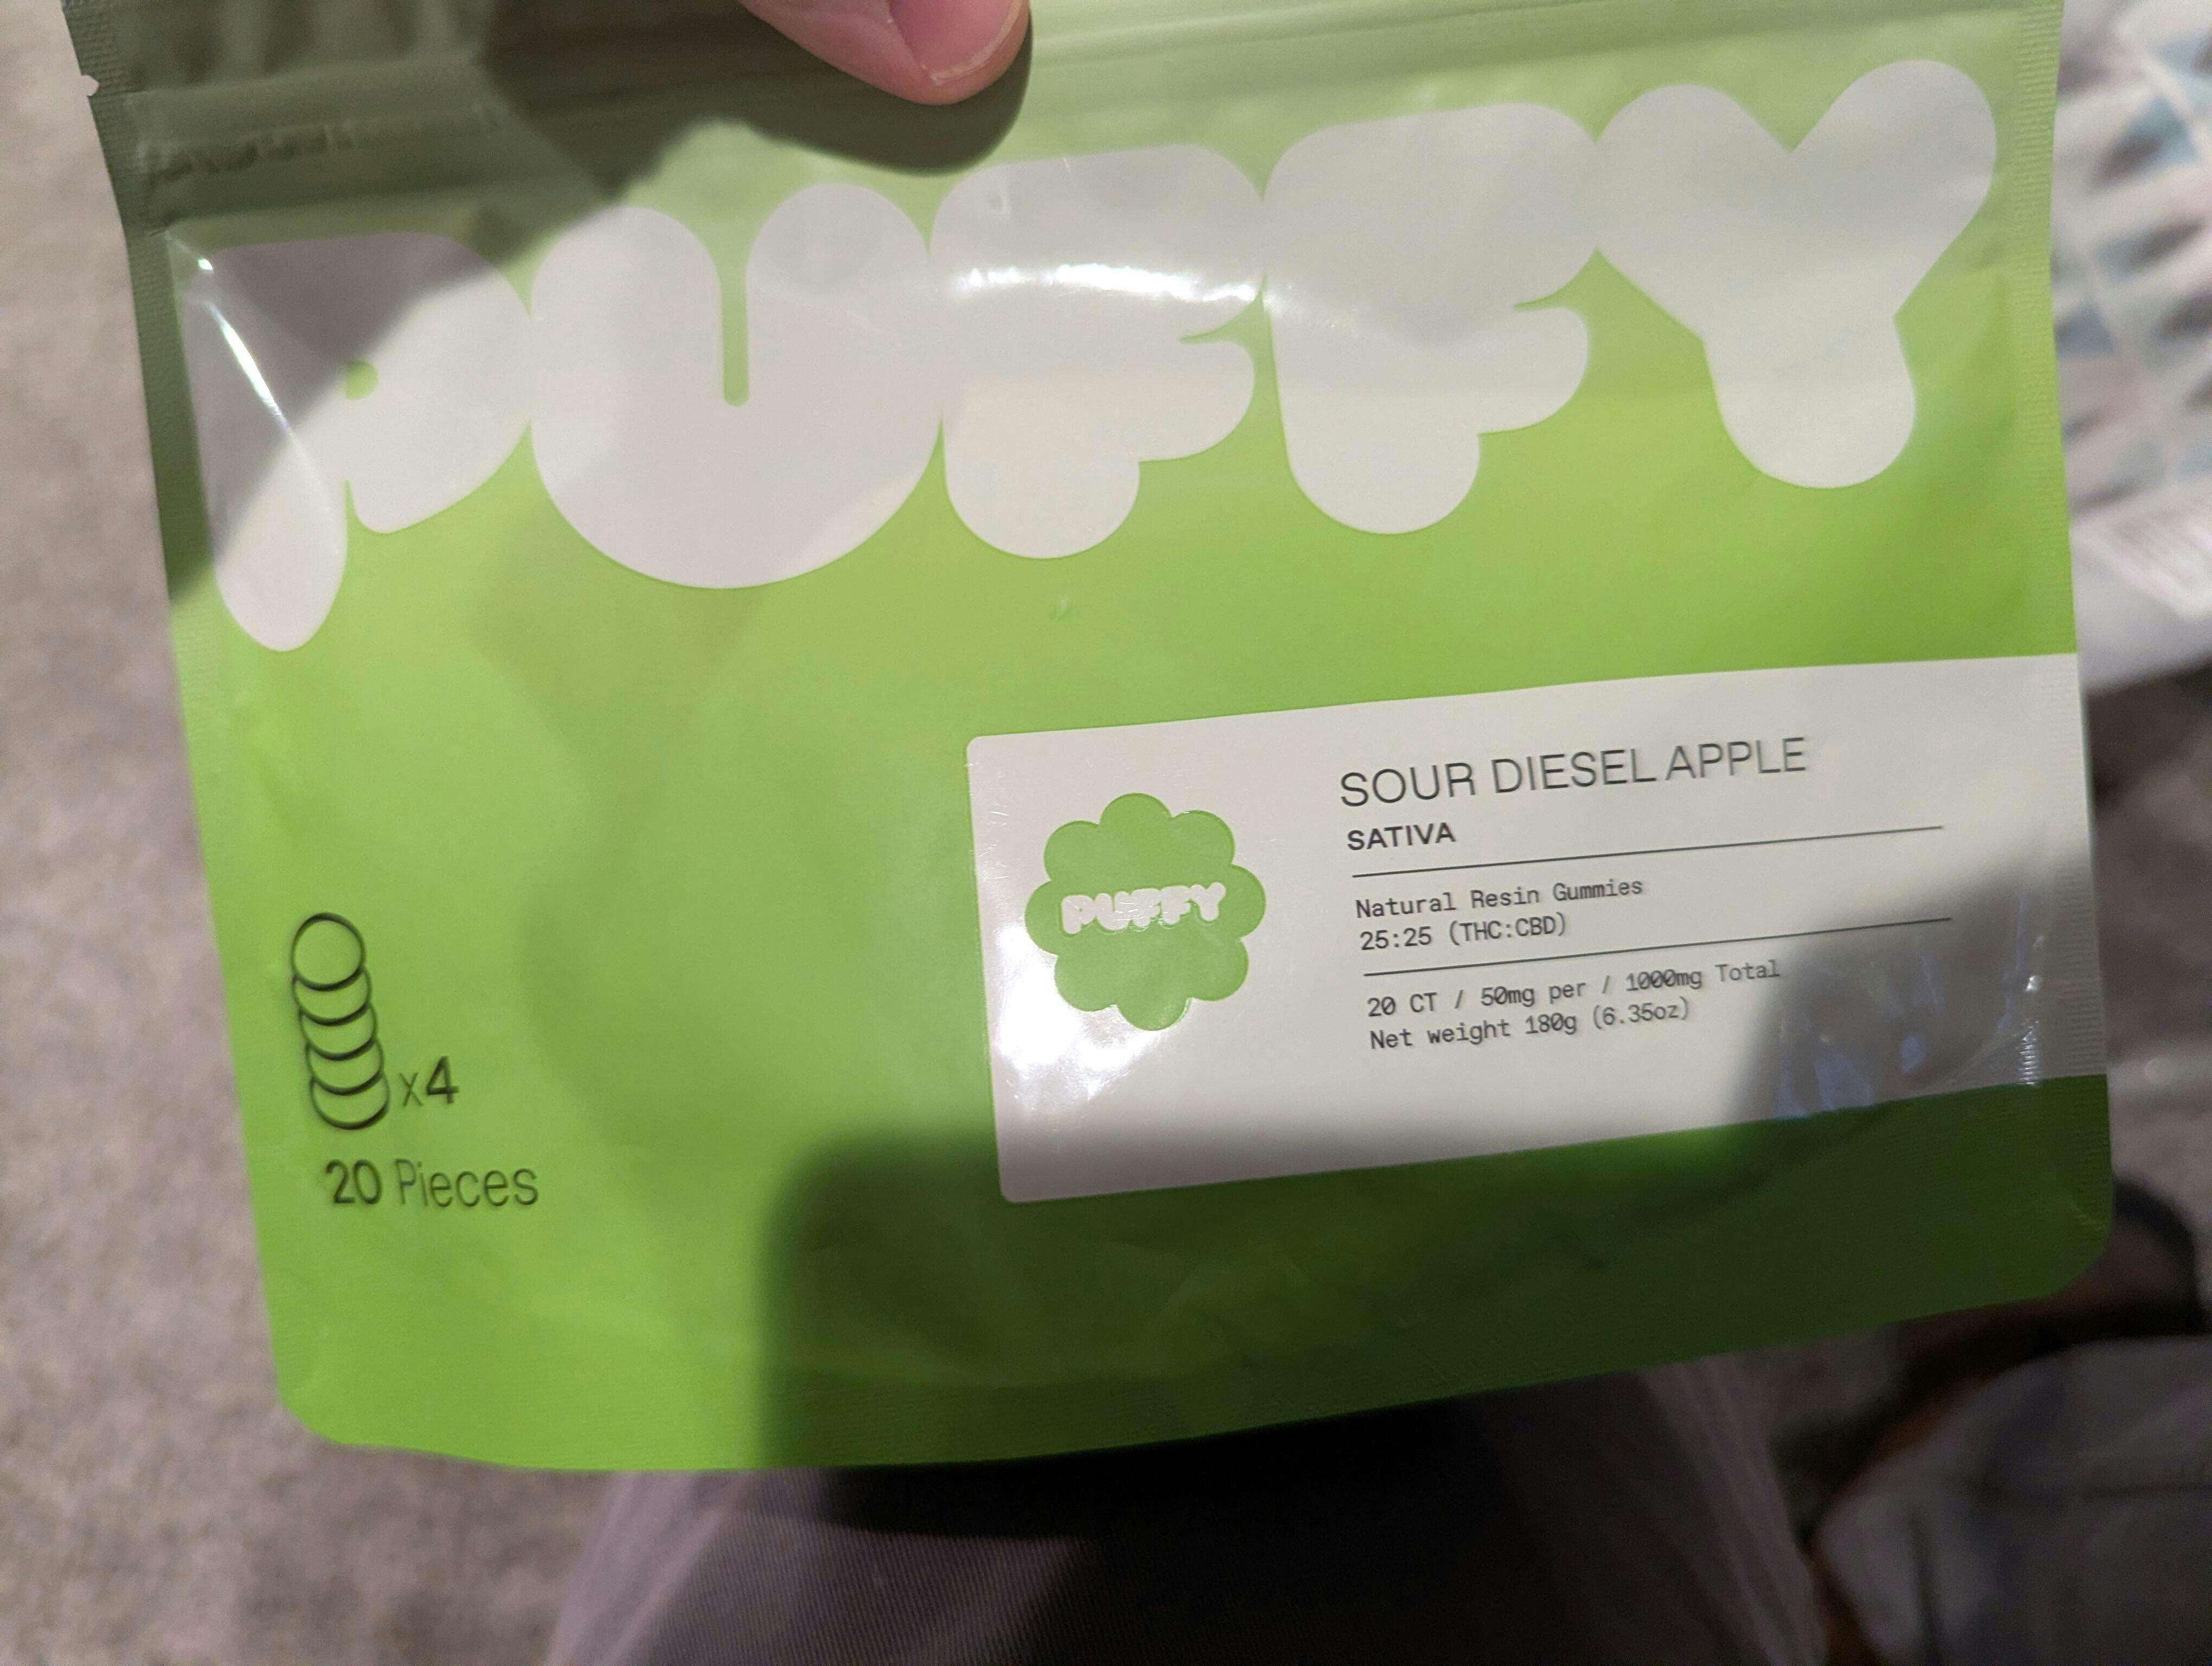 PUFFY
SOUR DIESEL APPLE
SATIVA
PUFFY
Natural Resin Gummies
25:25 (THC:CBD)
20 CT / 50mg per / 1000mg Total
Net weight 180g (6.35oz)
x4
20 Pieces